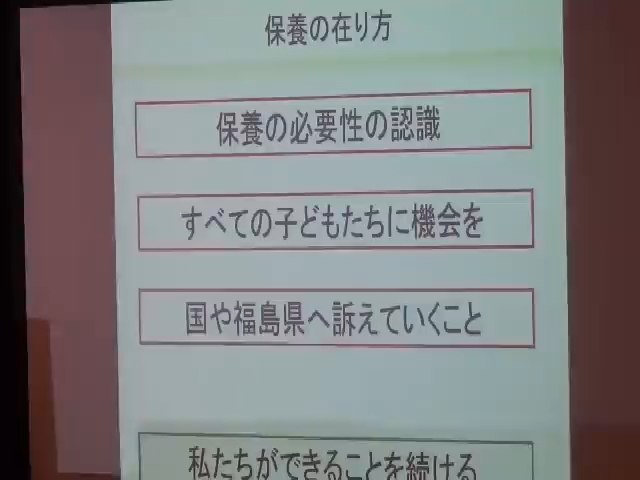 保養の在り方
保養の必要性の認識
すべての子どもたちに機会を
国や福島県へ訴えていくこと
私たちができることを続ける